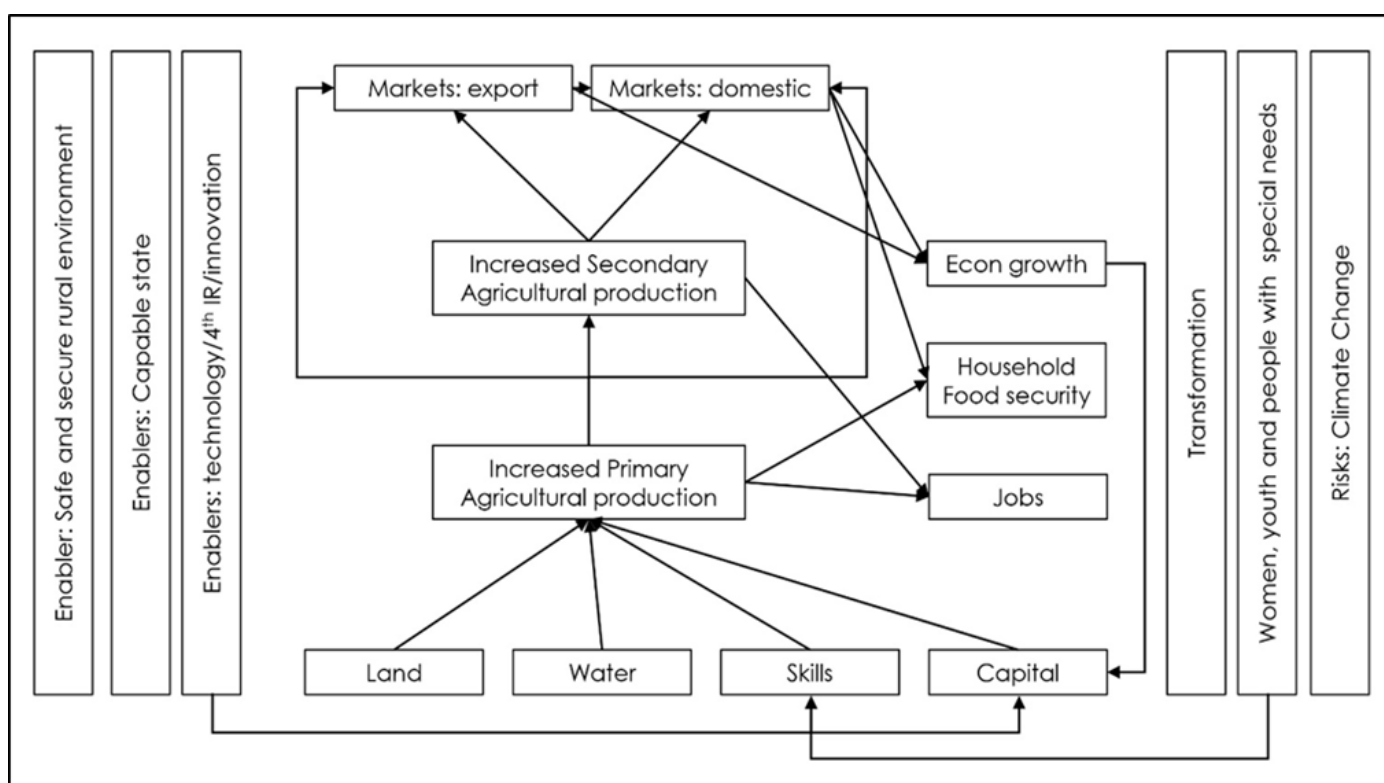 Enabler: Safe and secure rural environment
Enablers: Capable state
Enablers: technology/4th IR/innovation
Markets: export
Markets: domestic
Increased Secondary
Agricultural production
Econ growth
Household
Food security
Increased Primary
Agricultural production
Jobs
Land
Water
Skills
Capital
Transformation
Women, youth and people with special needs
Risks: Climate Change